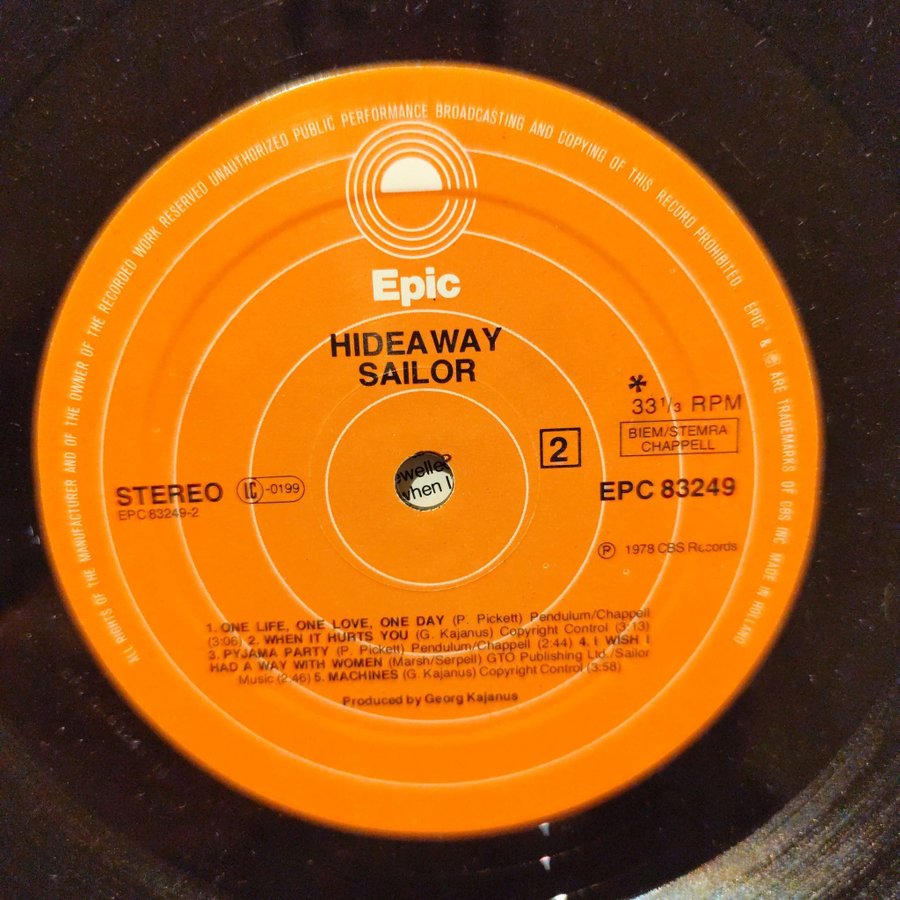 ALL RIGHTS OF THE MANUFACTURER AND OF THE OWNER OF THE RECORDED WORK RESERVED UNAUTHORIZED PUBLIC PERFORMANCE BROADCASTING AND COPYING OF THIS RECORD PROHIBITED. EPIC & ℗ ARE TRADEMARKS OF CBS INC. MADE IN HOLLAND
Epic
HIDEAWAY
SAILOR
*
33 1/3 RPM
BIEM/STEMRA
CHAPPELL
2
STEREO LC-0199
EPC 83249
EPC 83249-2
ewelle
when I
℗ 1978 CBS Records
1. ONE LIFE, ONE LOVE, ONE DAY (P. Pickett) Pendulum/Chappell
(3:06) 2. WHEN IT HURTS YOU (G. Kajanus) Copyright Control (3:13)
3. PYJAMA PARTY (P. Pickett) Pendulum/Chappell (2:44) 4. I WISH I
HAD A WAY WITH WOMEN (Marsh/Serpell) GTO Publishing Ltd./Sailor
Music (2:46) 5. MACHINES (G. Kajanus) Copyright Control (3:58)
Produced by Georg Kajanus